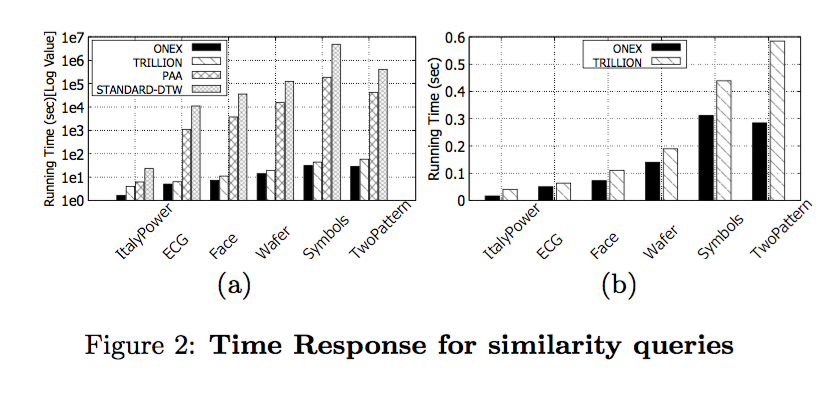 Running Time (sec)[Log Value]
1e7
1e6
1e5
1e4
1e3
1e2
1e1
1e0
ONEX
TRILLION
PAA
STANDARD-DTW
ItalyPower
ECG
Face
Wafer
Symbols
TwoPattern
(a)
Running Time (sec)
0.6
0.5
0.4
0.3
0.2
0.1
0
ONEX
TRILLION
ItalyPower
ECG
Face
Wafer
Symbols
TwoPattern
(b)
Figure 2: Time Response for similarity queries